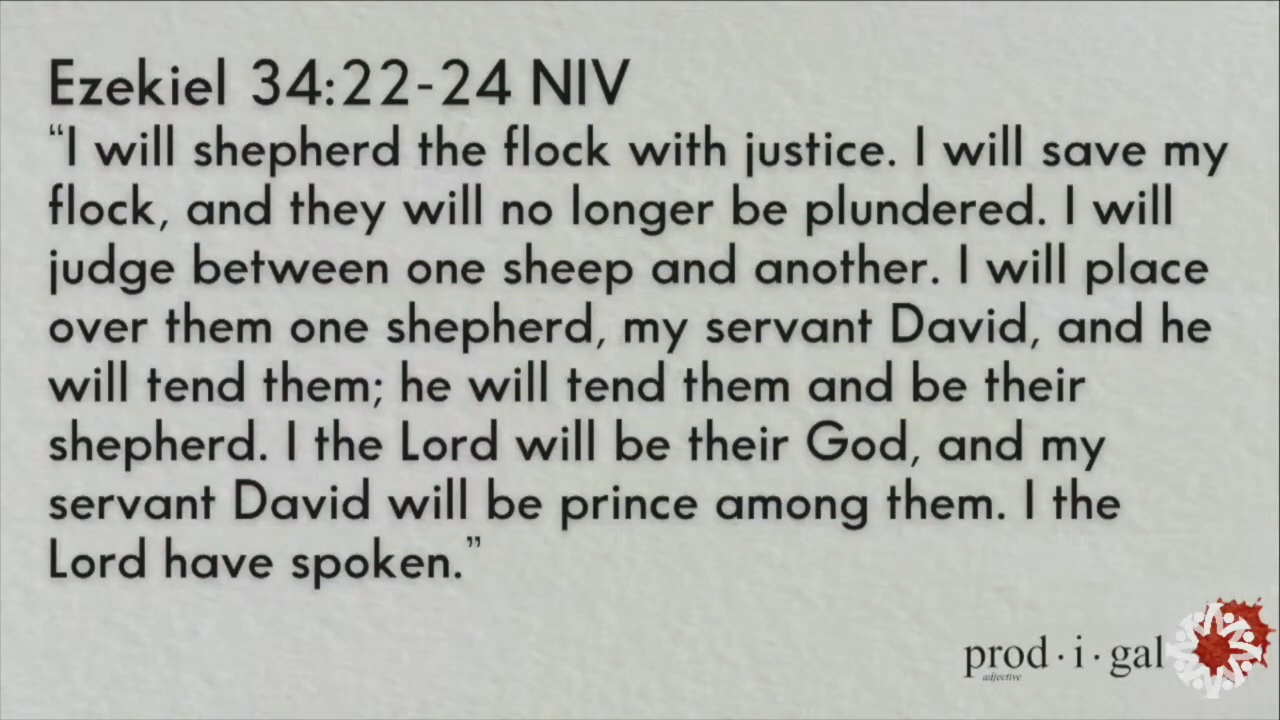 Ezekiel 34:22-24 NIV
“I will shepherd the flock with justice. I will save my
flock, and they will no longer be plundered. I will
judge between one sheep and another. I will place
over them one shepherd, my servant David, and he
will tend them; he will tend them and be their
shepherd. I the Lord will be their God, and my
servant David will be prince among them. I the
Lord have spoken.”
prod · i · gal
adjective